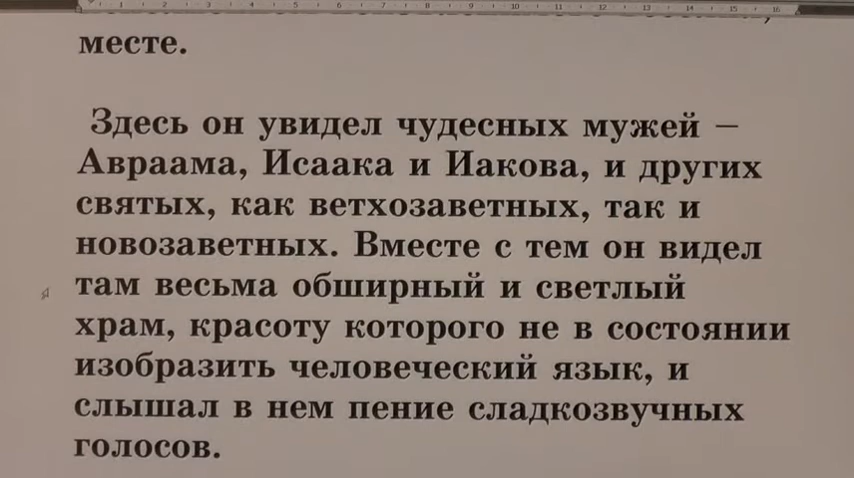 месте.
Здесь он увидел чудесных мужей –
Авраама, Исаака и Иакова, и других
святых, как ветхозаветных, так и
новозаветных. Вместе с тем он видел
там весьма обширный и светлый
храм, красоту которого не в состоянии
изобразить человеческий язык, и
слышал в нем пение сладкозвучных
голосов.